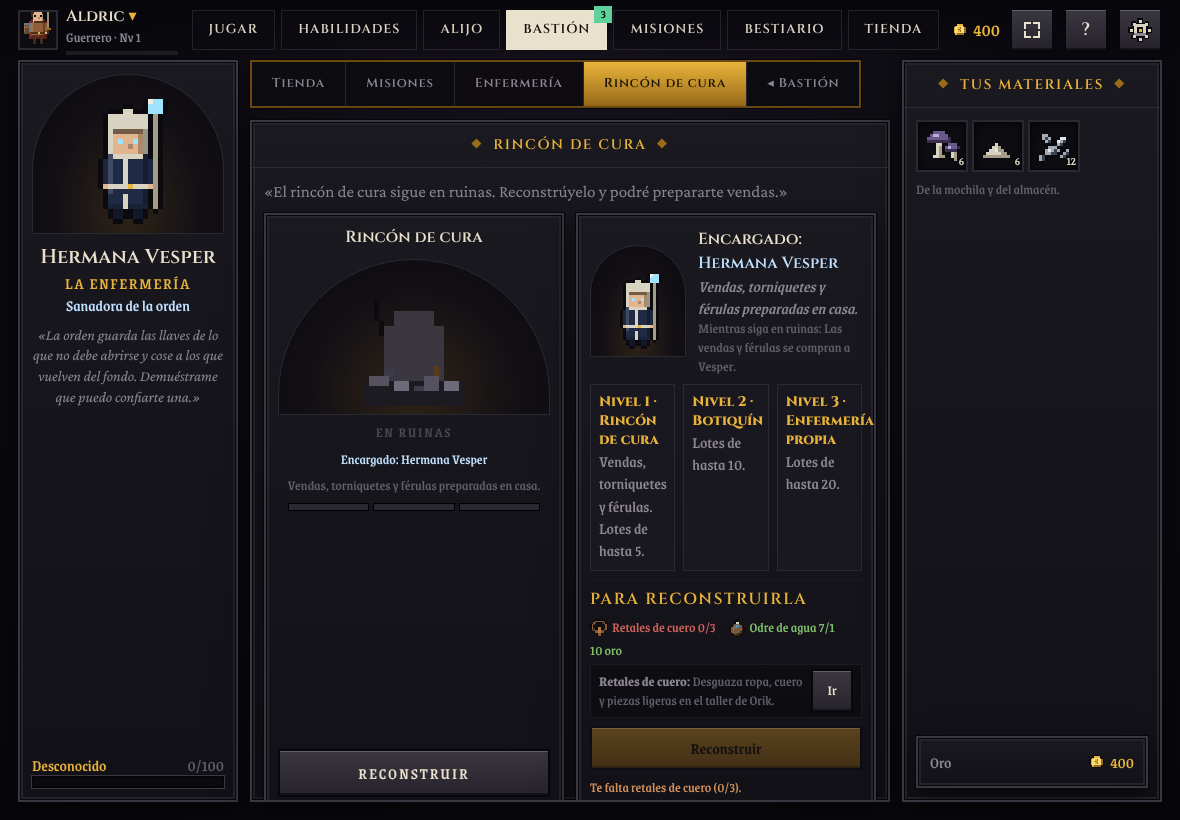 Aldric ▾
Guerrero · Nv 1
JUGAR
HABILIDADES
ALIJO
BASTIÓN
3
MISIONES
BESTIARIO
TIENDA
400
?
Hermana Vesper
LA ENFERMERÍA
Sanadora de la orden
«La orden guarda las llaves de lo
que no debe abrirse y cose a los que
vuelven del fondo. Demuéstrame
que puedo confiarte una.»
Desconocido 0/100
Tienda
Misiones
Enfermería
Rincón de cura
◂ Bastión
RINCÓN DE CURA
«El rincón de cura sigue en ruinas. Reconstrúyelo y podré prepararte vendas.»
Rincón de cura
EN RUINAS
Encargado: Hermana Vesper
Vendas, torniquetes y férulas preparadas en casa.
RECONSTRUIR
Encargado:
Hermana Vesper
Vendas, torniquetes y
férulas preparadas en casa.
Mientras siga en ruinas: Las
vendas y férulas se compran a
Vesper.
Nivel 1 ·
Rincón
de cura
Vendas,
torniquetes
y férulas.
Lotes de
hasta 5.
Nivel 2 ·
Botiquín
Lotes de
hasta 10.
Nivel 3 ·
Enfermería
propia
Lotes de
hasta 20.
PARA RECONSTRUIRLA
Retales de cuero 0/3 Odre de agua 7/1
10 oro
Retales de cuero: Desguaza ropa, cuero
y piezas ligeras en el taller de Orik.
Ir
Reconstruir
Te falta retales de cuero (0/3).
TUS MATERIALES
6
6
12
De la mochila y del almacén.
Oro 400